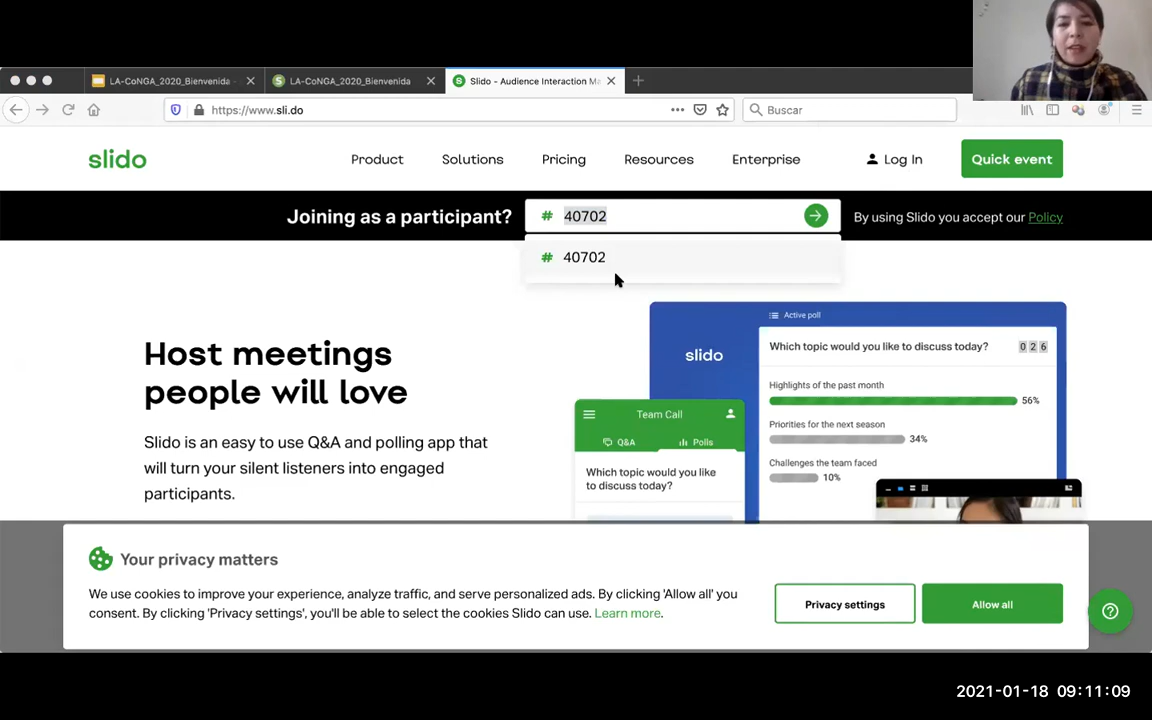 LA-CoNGA_2020_Bienvenida -
LA-CoNGA_2020_Bienvenida
Slido - Audience Interaction Ma
https://www.sli.do
Buscar
slido
Product
Solutions
Pricing
Resources
Enterprise
Log In
Quick event
Joining as a participant?
# 40702
By using Slido you accept our Policy
# 40702
Host meetings
people will love
Slido is an easy to use Q&A and polling app that
will turn your silent listeners into engaged
participants.
Active poll
slido
Which topic would you like to discuss today?
0 2 6
Highlights of the past month
56%
Priorities for the next season
34%
Challenges the team faced
10%
Team Call
Q&A
Polls
Which topic would you like
to discuss today?
Your privacy matters
We use cookies to improve your experience, analyze traffic, and serve personalized ads. By clicking 'Allow all' you
consent. By clicking 'Privacy settings', you'll be able to select the cookies Slido can use. Learn more.
Privacy settings
Allow all
2021-01-18 09:11:09